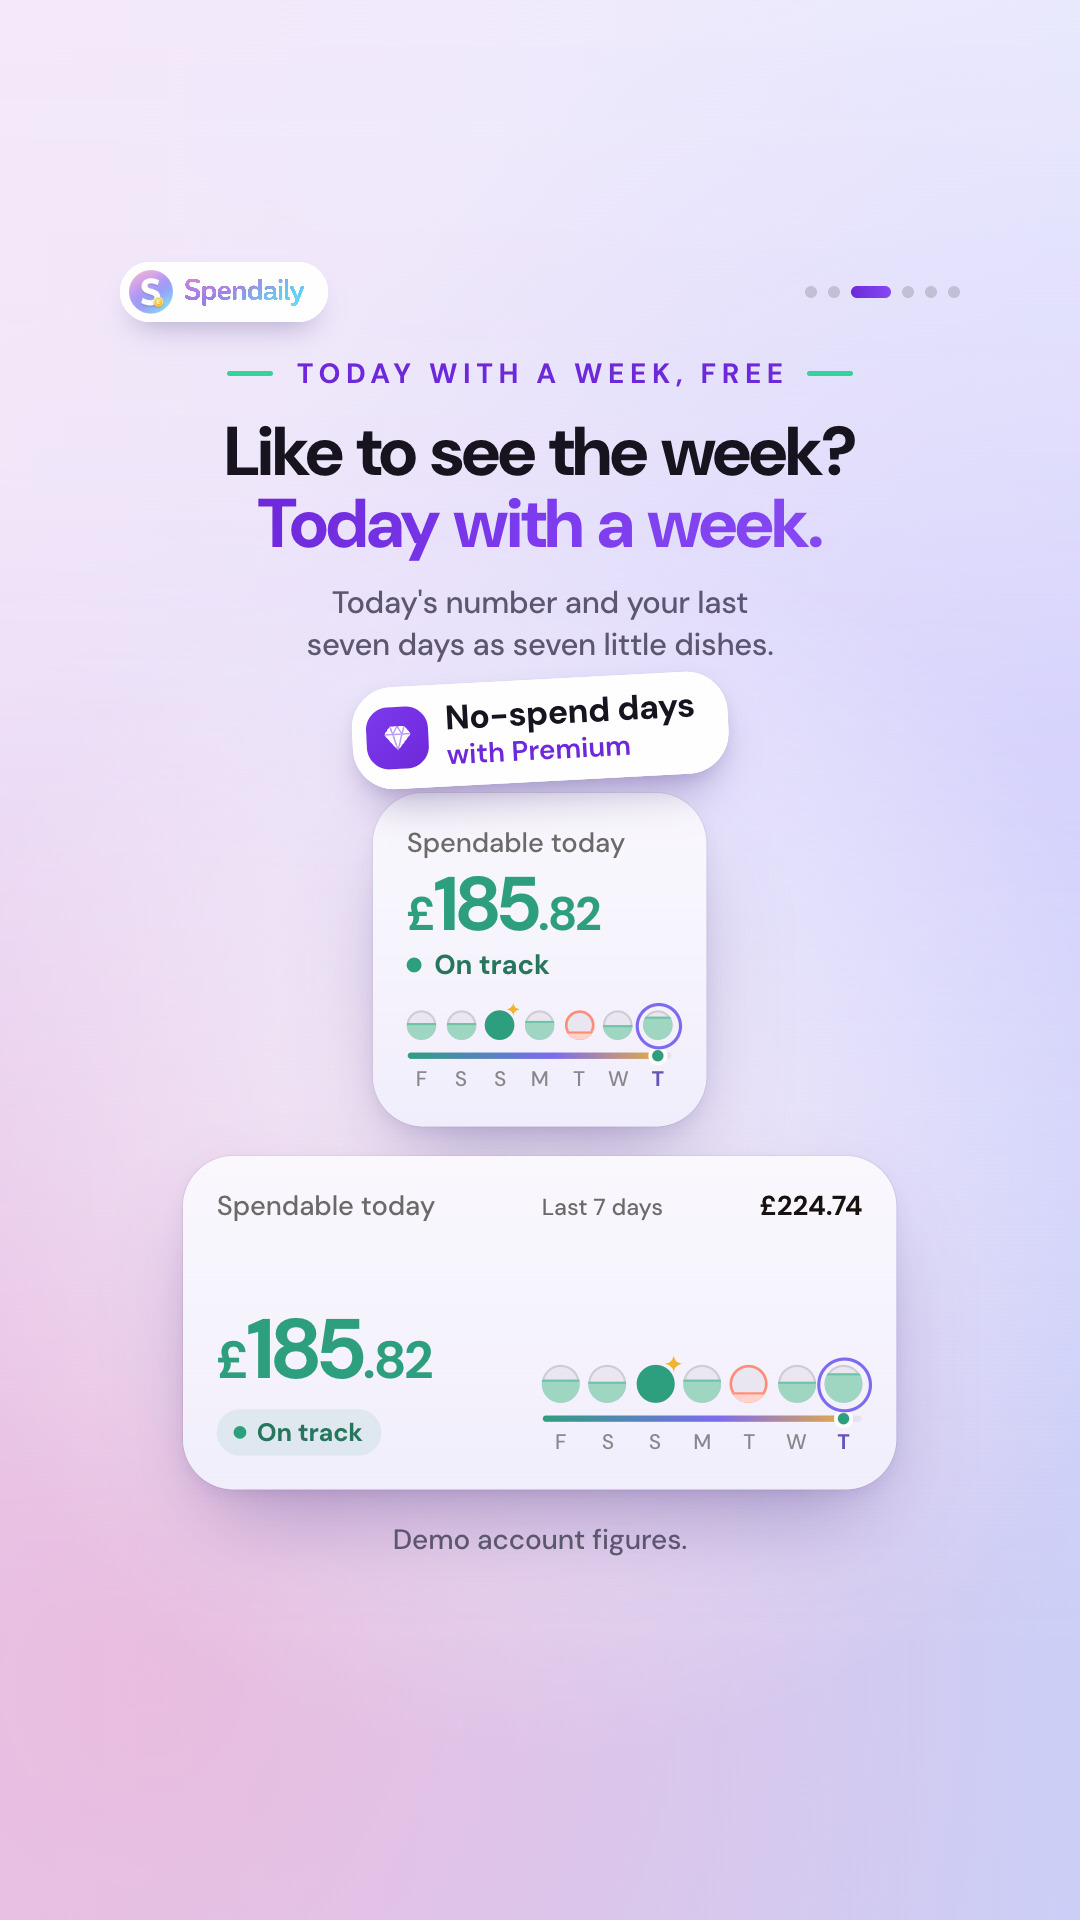 Spendaily
TODAY WITH A WEEK, FREE
Like to see the week?
Today with a week.
Today's number and your last
seven days as seven little dishes.
No-spend days
with Premium
Spendable today
£185.82
On track
F S S M T W T
Spendable today
Last 7 days £224.74
£185.82
On track
F S S M T W T
Demo account figures.